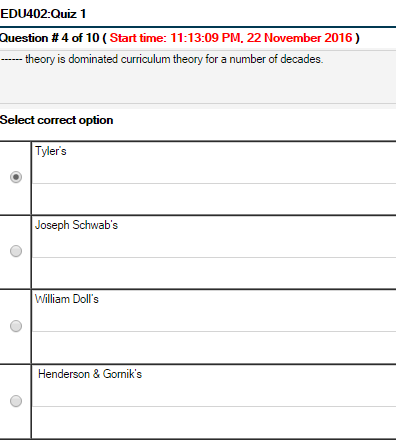 EDU402:Quiz 1
Question # 4 of 10 ( Start time: 11:13:09 PM, 22 November 2016 )
------ theory is dominated curriculum theory for a number of decades.
Select correct option
Tyler's
Joseph Schwab's
William Doll's
Henderson & Gornik's